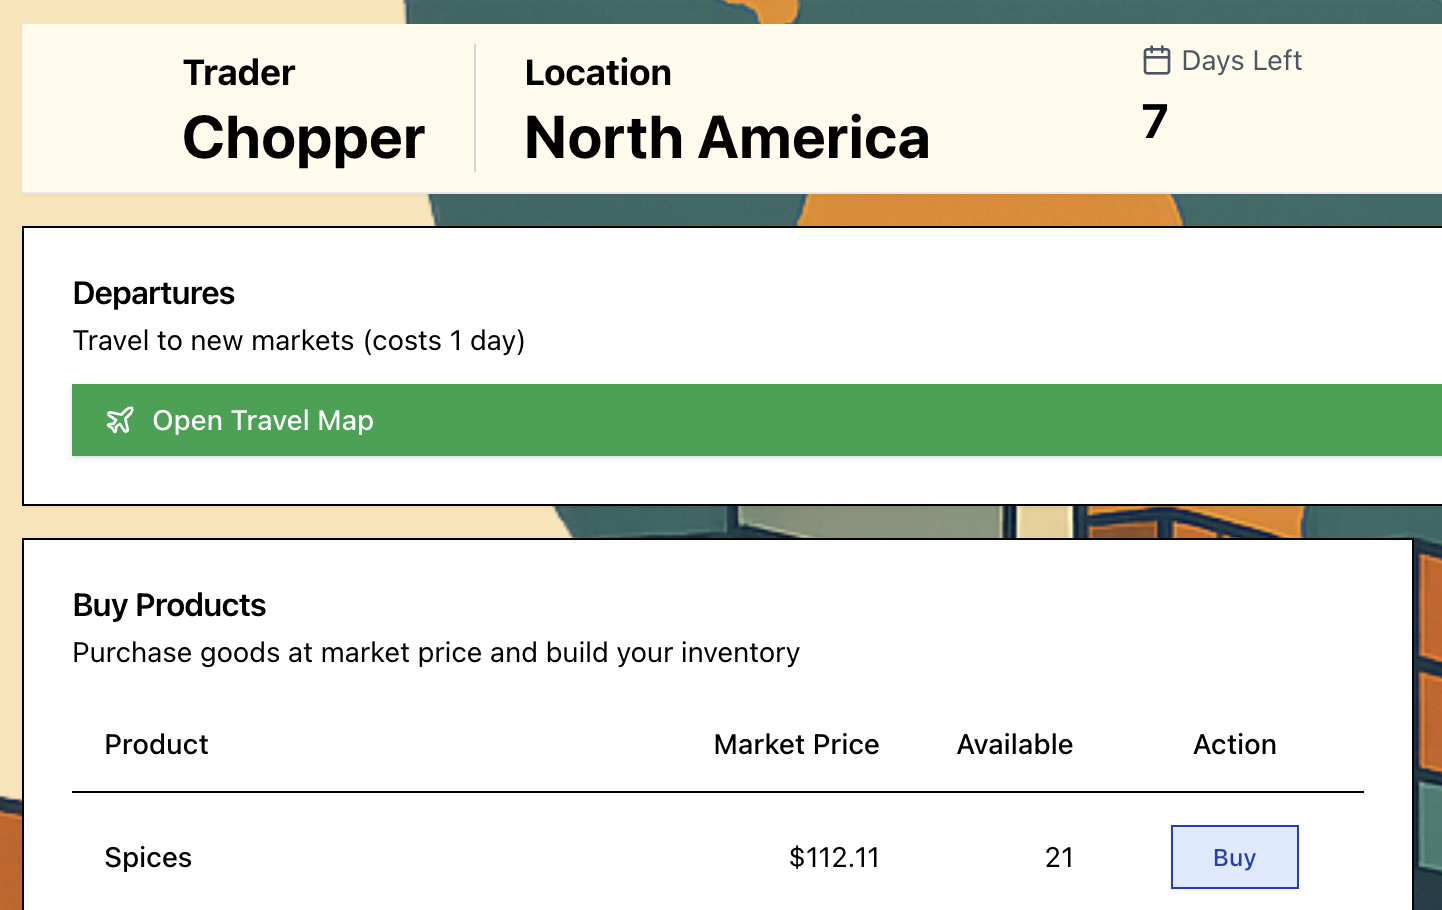 Trader
Chopper
Location
North America
Days Left
7
Departures
Travel to new markets (costs 1 day)
Open Travel Map
Buy Products
Purchase goods at market price and build your inventory
Product Market Price Available Action
Spices $112.11 21 Buy